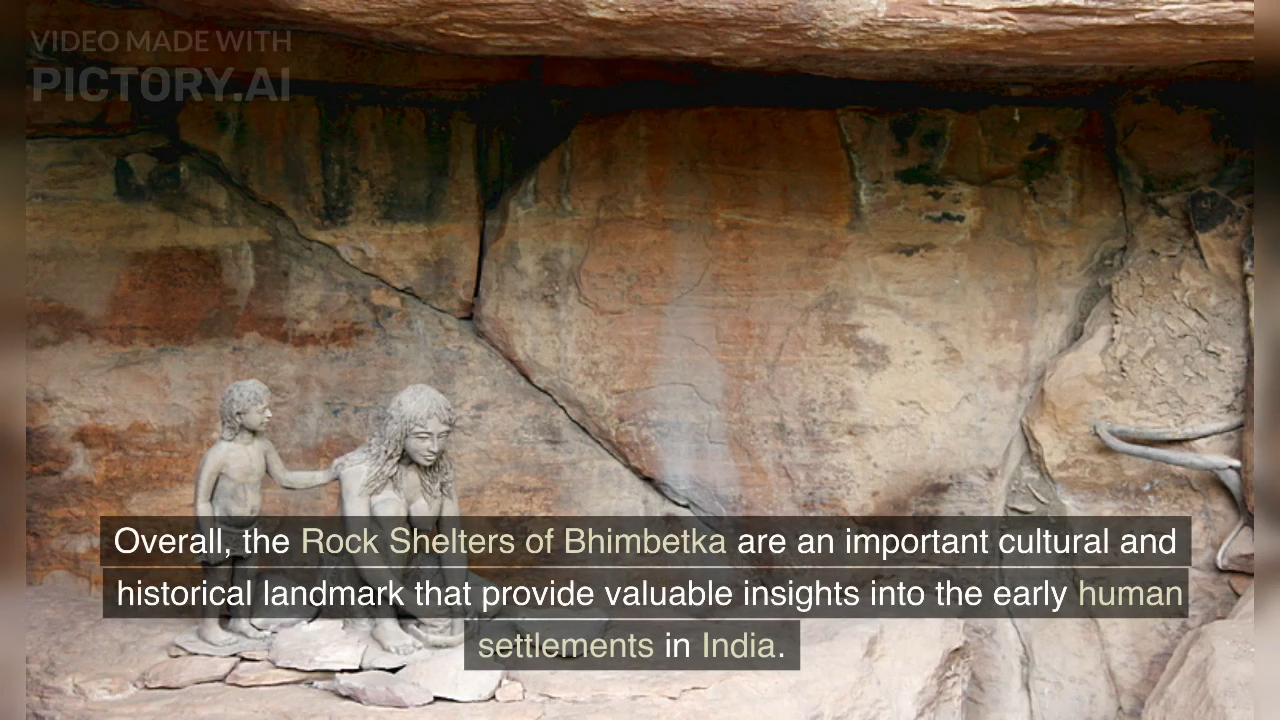 VIDEO MADE WITH
PICTORY.AI
Overall, the Rock Shelters of Bhimbetka are an important cultural and
historical landmark that provide valuable insights into the early human
settlements in India.